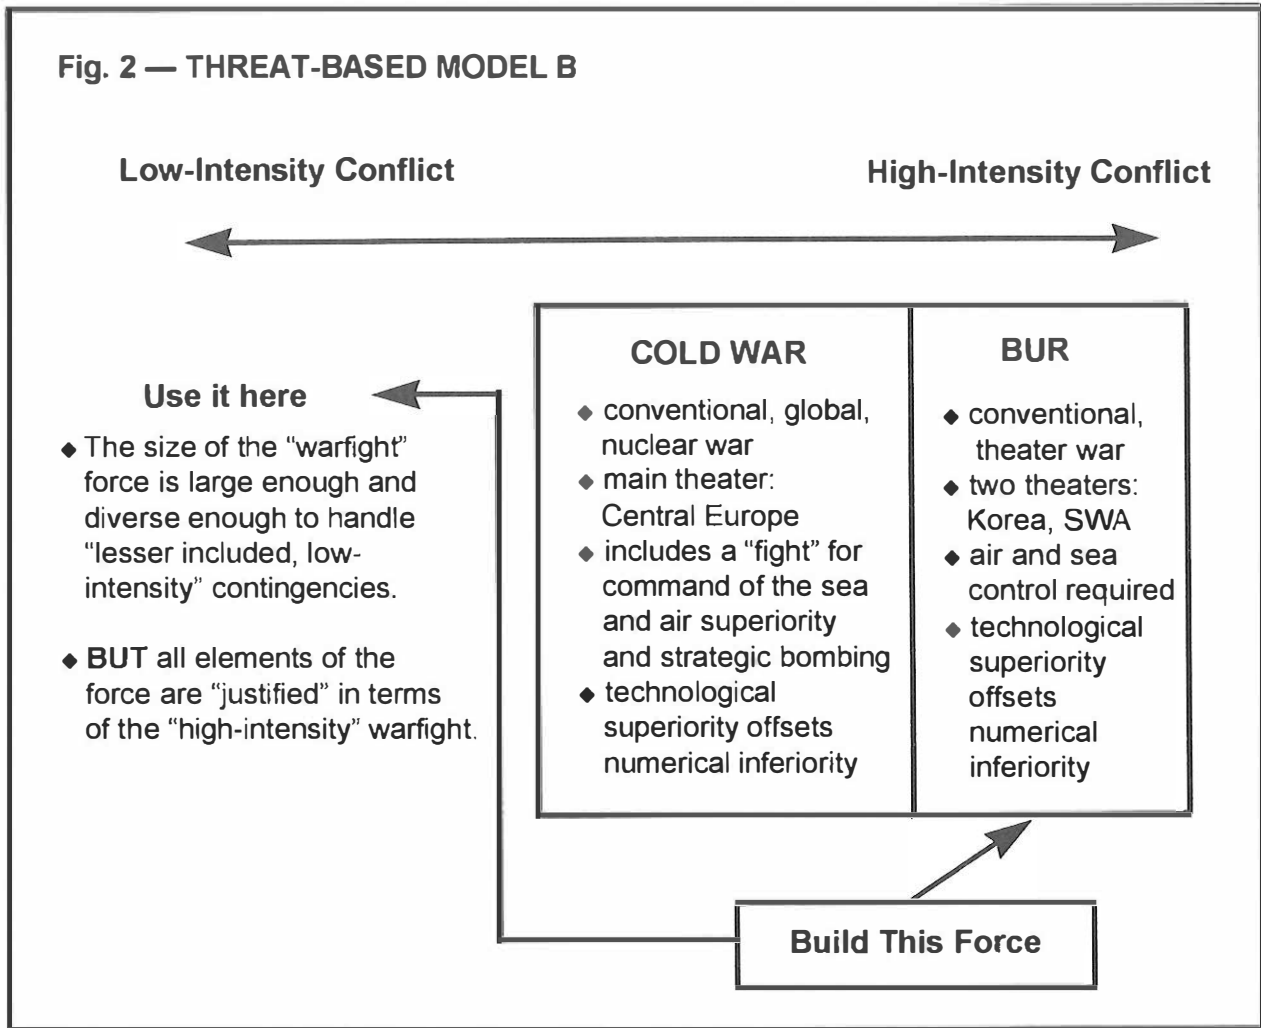 Fig. 2 — THREAT-BASED MODEL B
Low-Intensity Conflict
High-Intensity Conflict
Use it here
◆ The size of the “warfight”
force is large enough and
diverse enough to handle
“lesser included, low-
intensity” contingencies.
◆ BUT all elements of the
force are “justified” in terms
of the “high-intensity” warfight.
COLD WAR
◆ conventional, global,
nuclear war
◆ main theater:
Central Europe
◆ includes a “fight” for
command of the sea
and air superiority
and strategic bombing
◆ technological
superiority offsets
numerical inferiority
BUR
◆ conventional,
theater war
◆ two theaters:
Korea, SWA
◆ air and sea
control required
◆ technological
superiority
offsets
numerical
inferiority
Build This Force